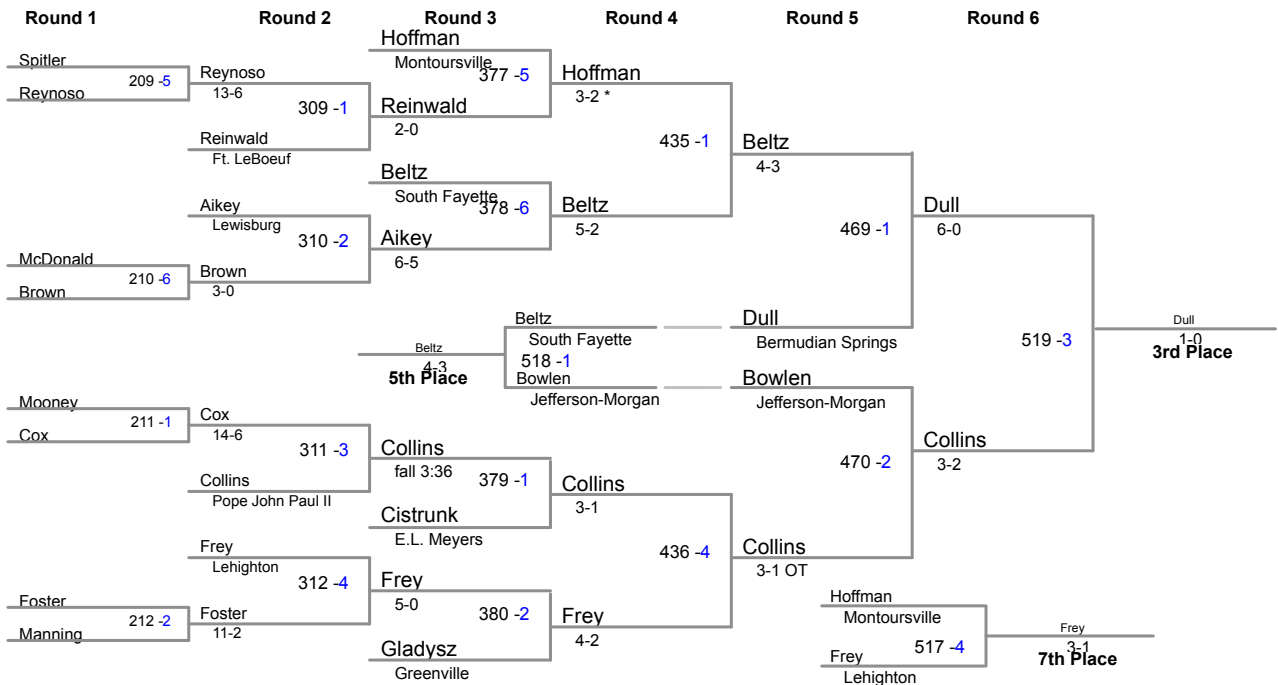 Round 1 Round 2 Round 3 Round 4 Round 5 Round 6
Spitler
209 -5
Reynoso
Reynoso
13-6
309 -1
Reinwald
Ft. LeBoeuf
Hoffman
Montoursville
377 -5
Reinwald
2-0
Hoffman
3-2 *
435 -1
Aikey
Lewisburg
310 -2
McDonald
210 -6
Brown
Brown
3-0
Beltz
South Fayette
378 -6
Aikey
6-5
Beltz
5-2
Beltz
4-3
469 -1
Dull
Bermudian Springs
Dull
6-0
519 -3
Dull
1-0
3rd Place
Beltz
South Fayette
518 -1
Bowlen
Jefferson-Morgan
Beltz
4-3
5th Place
Bowlen
Jefferson-Morgan
470 -2
Collins
3-2
Mooney
211 -1
Cox
Cox
14-6
311 -3
Collins
Pope John Paul II
Collins
fall 3:36
379 -1
Cistrunk
E.L. Meyers
Collins
3-1
436 -4
Collins
3-1 OT
Frey
Lehighton
312 -4
Foster
212 -2
Manning
Foster
11-2
Frey
5-0
380 -2
Gladysz
Greenville
Frey
4-2
Hoffman
Montoursville
517 -4
Frey
Lehighton
Frey
3-1
7th Place